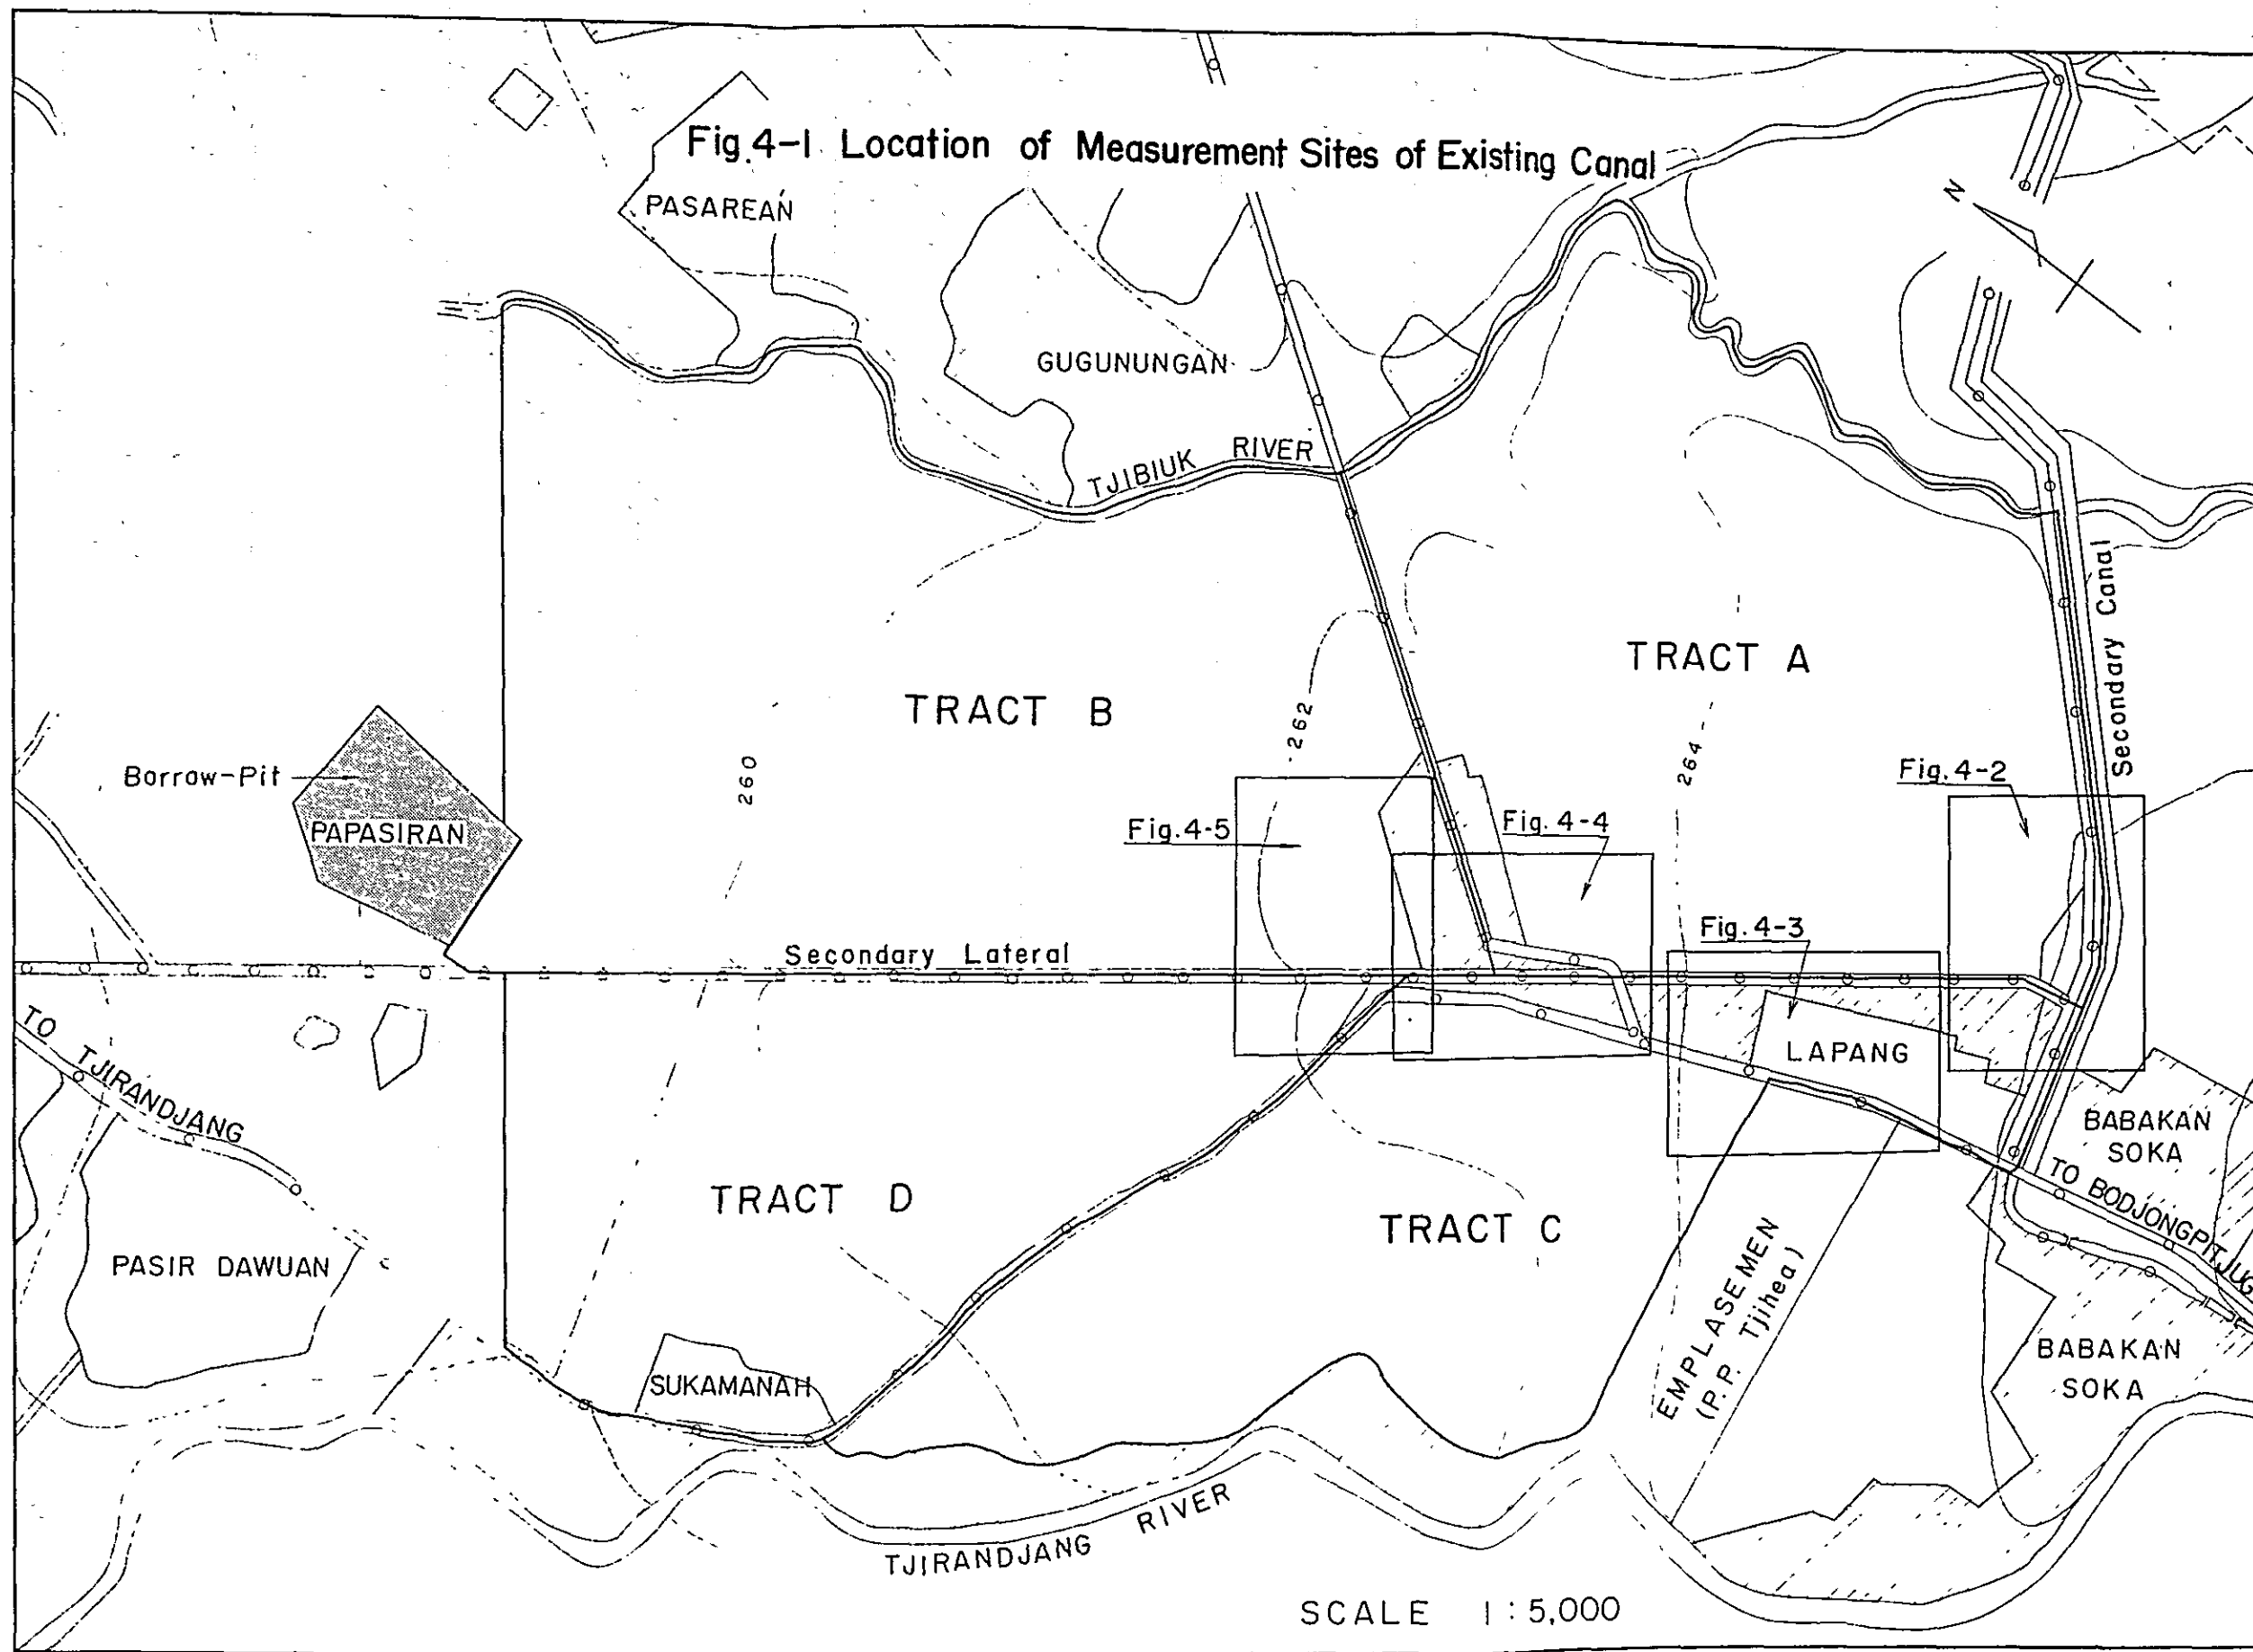 Fig.4-1 Location of Measurement Sites of Existing Canal
PASAREAN
N
GUGUNUNGAN
TJIBIUK RIVER
Secondary Canal
TRACT A
TRACT B
262
264
260
Borrow-Pit
PAPASIRAN
Fig.4-2
Fig.4-5
Fig.4-4
Fig.4-3
Secondary Lateral
LAPANG
TO TJIRANDJANG
BABAKAN
SOKA
TO BODJONGPITJUG
TRACT D
TRACT C
EMPLASEMEN
(P.P. Tjihea)
PASIR DAWUAN
SUKAMANAH
BABAKAN
SOKA
TJIRANDJANG RIVER
SCALE 1:5,000